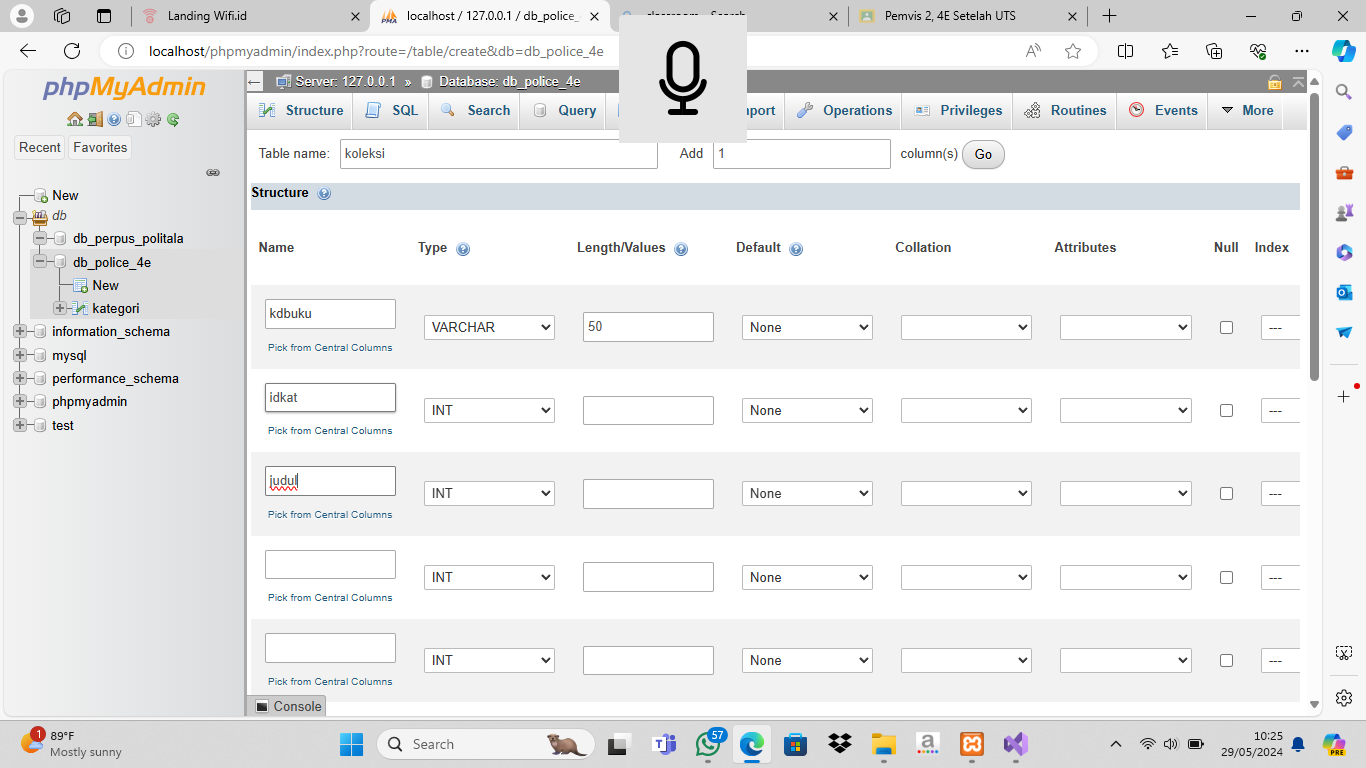 Landing Wifi.id
localhost / 127.0.0.1 / db_police_
Search
Pemvis 2, 4E Setelah UTS
localhost/phpmyadmin/index.php?route=/table/create&db=db_police_4e
phpMyAdmin
Recent
Favorites
New
db
db_perpus_politala
db_police_4e
New
kategori
information_schema
mysql
performance_schema
phpmyadmin
test
Server: 127.0.0.1 » Database: db_police_4e
Structure
SQL
Search
Query
port
Operations
Privileges
Routines
Events
More
Table name: koleksi Add 1 column(s) Go
Structure
Name Type Length/Values Default Collation Attributes Null Index
kdbuku VARCHAR 50 None ---
Pick from Central Columns
idkat INT None ---
Pick from Central Columns
judul INT None ---
Pick from Central Columns
INT None ---
Pick from Central Columns
INT None ---
Pick from Central Columns
Console
1
89°F
Mostly sunny
Search
57
10:25
29/05/2024
PRE